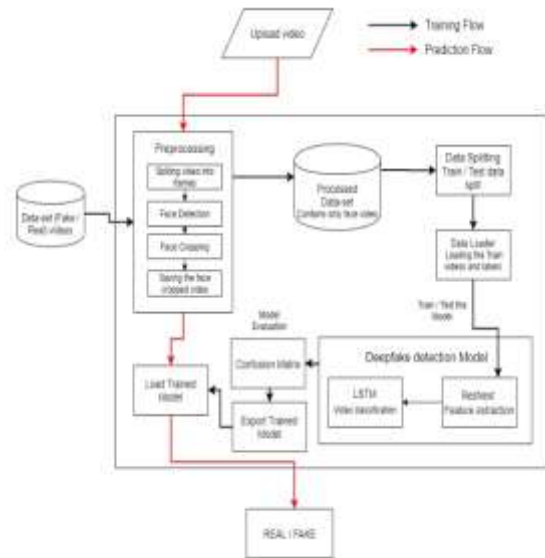 Upload video
Training Flow
Prediction Flow
Preprocessing
Splitting video into
frames
Face Detection
Face Cropping
Saving the face
cropped video
Data-set (Fake /
Real) videos
Processed
Data-set
Contains only face video
Data Splitting
Train / Test data
split
Data Loader
Loading the Train
videos and labels
Train / Test the
Model
Model
Evaluation
Confusion Matrix
Export Trained
Model
Load Trained
Model
Deepfake detection Model
LSTM
Video classification
ResNext
Feature extraction
REAL / FAKE